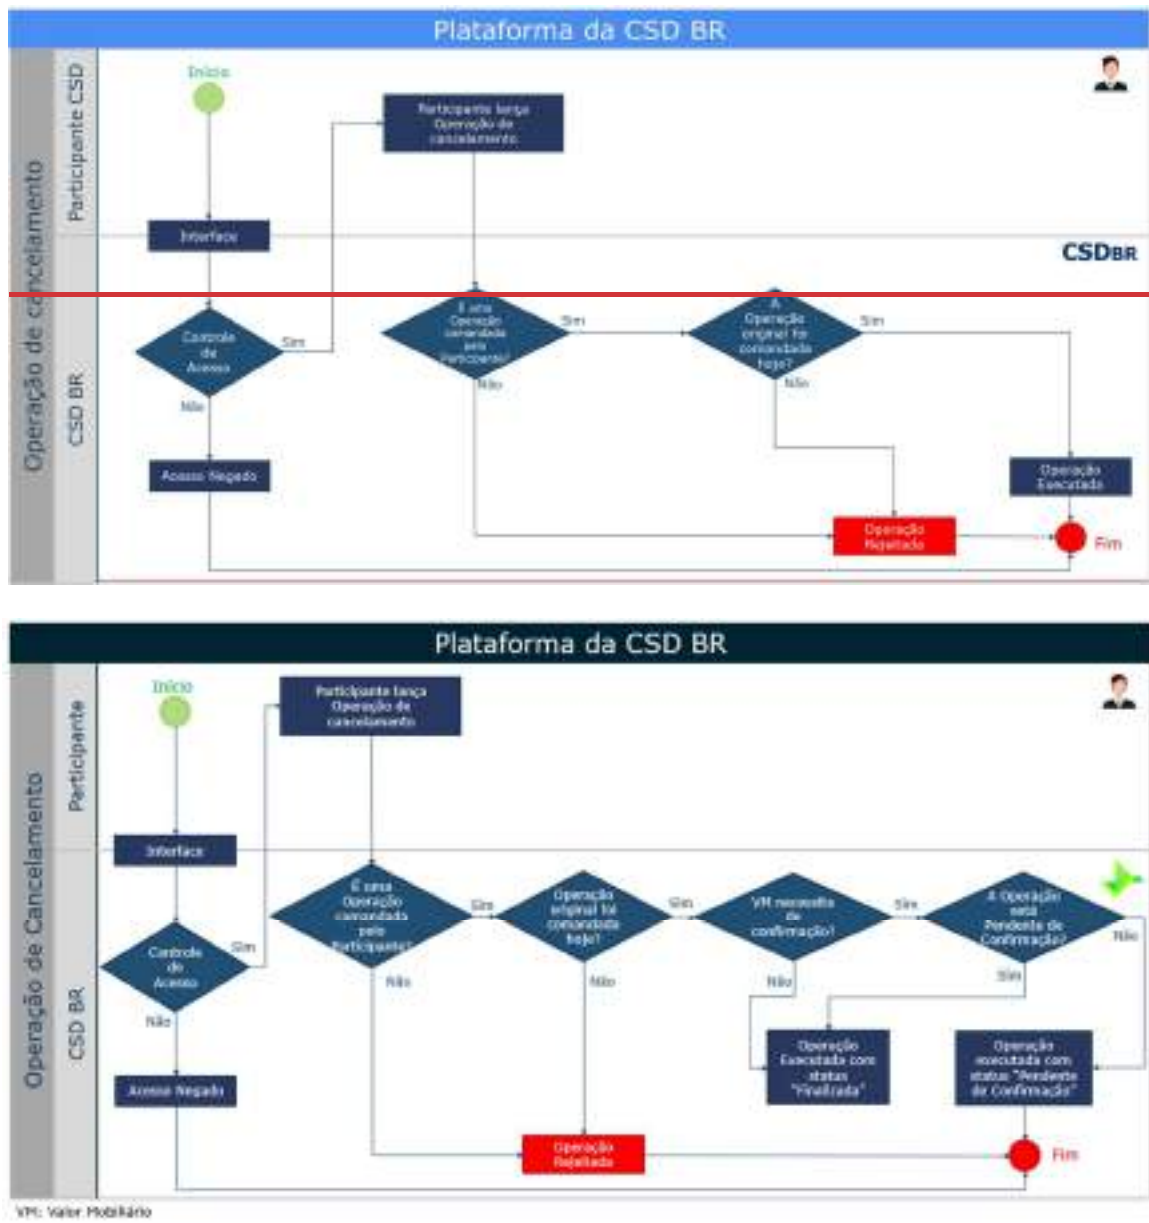 Plataforma da CSD BR
Operação de cancelamento
Participante CSD
CSD BR
Início
Participante lança
Operação de
cancelamento
Interface
CSDBR
Controle
de
Acesso
Sim
Não
É uma
Operação
comandada
pelo
Participante?
Sim
Não
A
Operação
original foi
comandada
hoje?
Sim
Não
Acesso Negado
Operação
Executada
Operação
Rejeitada
Fim
Plataforma da CSD BR
Operação de Cancelamento
Participante
CSD BR
Início
Participante lança
Operação de
cancelamento
Interface
Controle
de
Acesso
Sim
Não
É uma
Operação
comandada
pelo
Participante?
Sim
Não
Operação
original foi
comandada
hoje?
Sim
Não
VM necessita
de
confirmação?
Sim
Não
A Operação
está
Pendente de
Confirmação?
Não
Sim
Acesso Negado
Operação
Executada com
status
"Finalizada"
Operação
executada com
status "Pendente
de Confirmação"
Operação
Rejeitada
Fim
VM: Valor Mobiliário